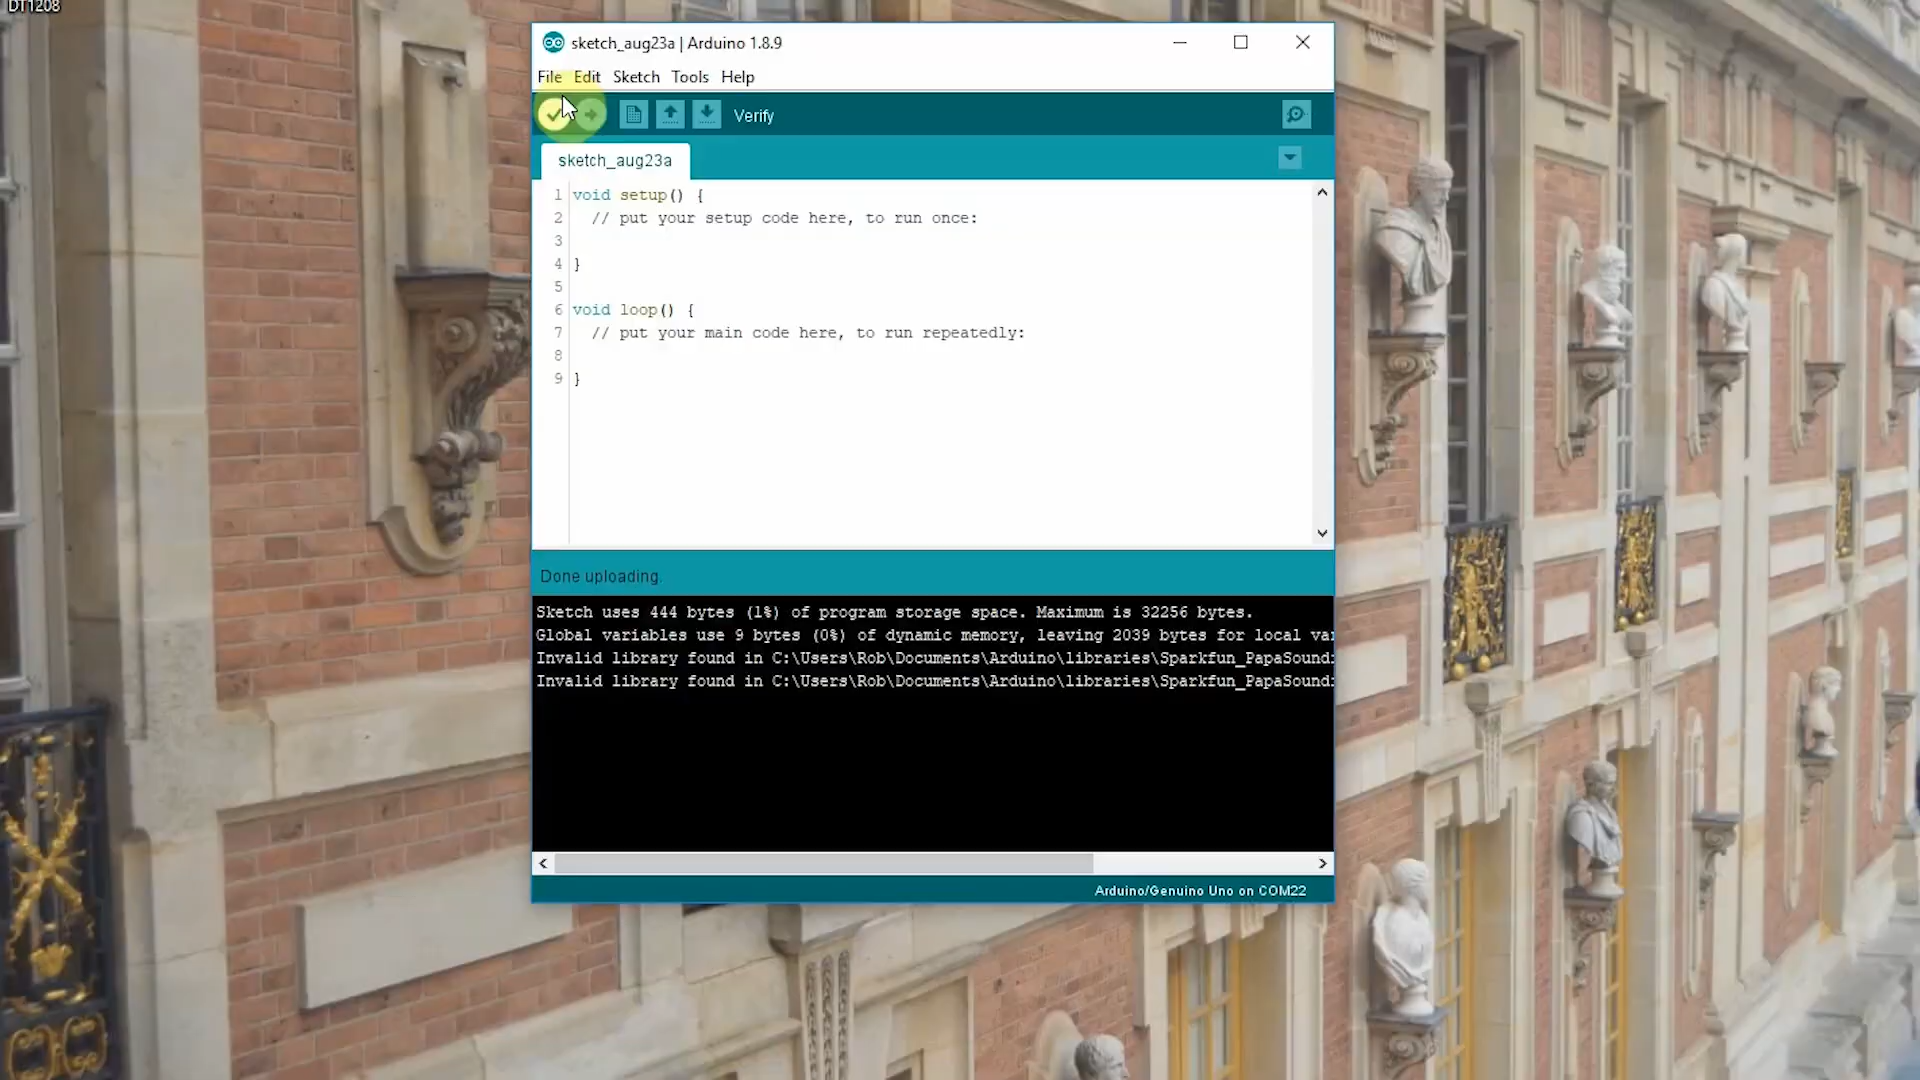 DT1208
sketch_aug23a | Arduino 1.8.9
File Edit Sketch Tools Help
Verify
sketch_aug23a
1 void setup() {
2 // put your setup code here, to run once:
3
4 }
5
6 void loop() {
7 // put your main code here, to run repeatedly:
8
9 }
Done uploading.
Sketch uses 444 bytes (1%) of program storage space. Maximum is 32256 bytes.
Global variables use 9 bytes (0%) of dynamic memory, leaving 2039 bytes for local va
Invalid library found in C:\Users\Rob\Documents\Arduino\libraries\Sparkfun_PapaSound
Invalid library found in C:\Users\Rob\Documents\Arduino\libraries\Sparkfun_PapaSound
Arduino/Genuino Uno on COM22